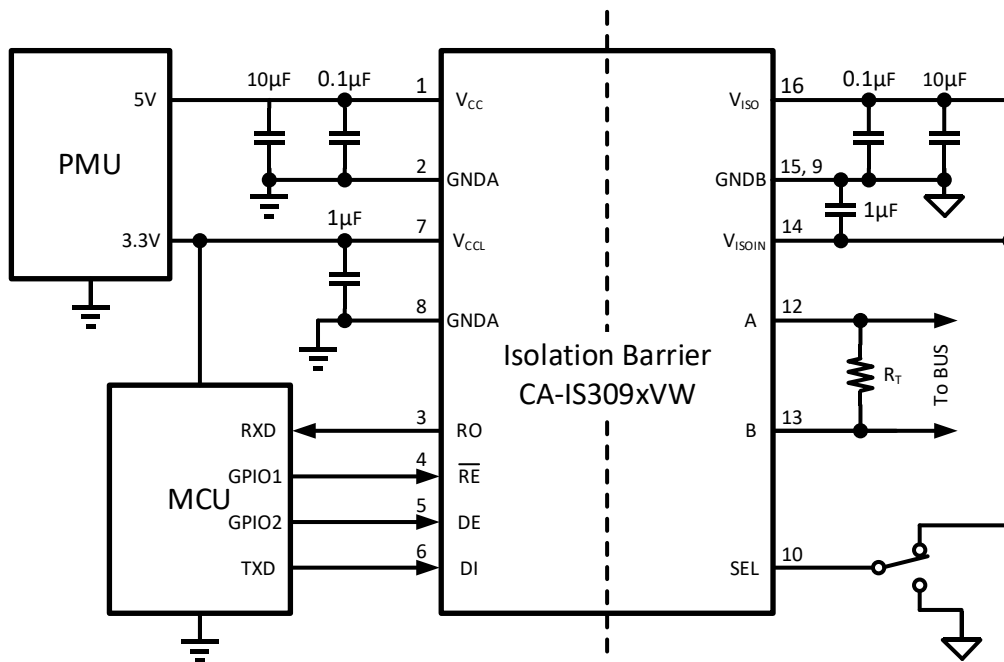 PMU
5V
3.3V
10µF
0.1µF
1µF
1
VCC
2
GNDA
7
VCCL
8
GNDA
Isolation Barrier
CA-IS309xVW
MCU
RXD
GPIO1
GPIO2
TXD
3
RO
4
RE
5
DE
6
DI
16
VISO
15, 9
GNDB
14
VISOIN
12
A
13
B
10
SEL
0.1µF
10µF
1µF
RT
To BUS